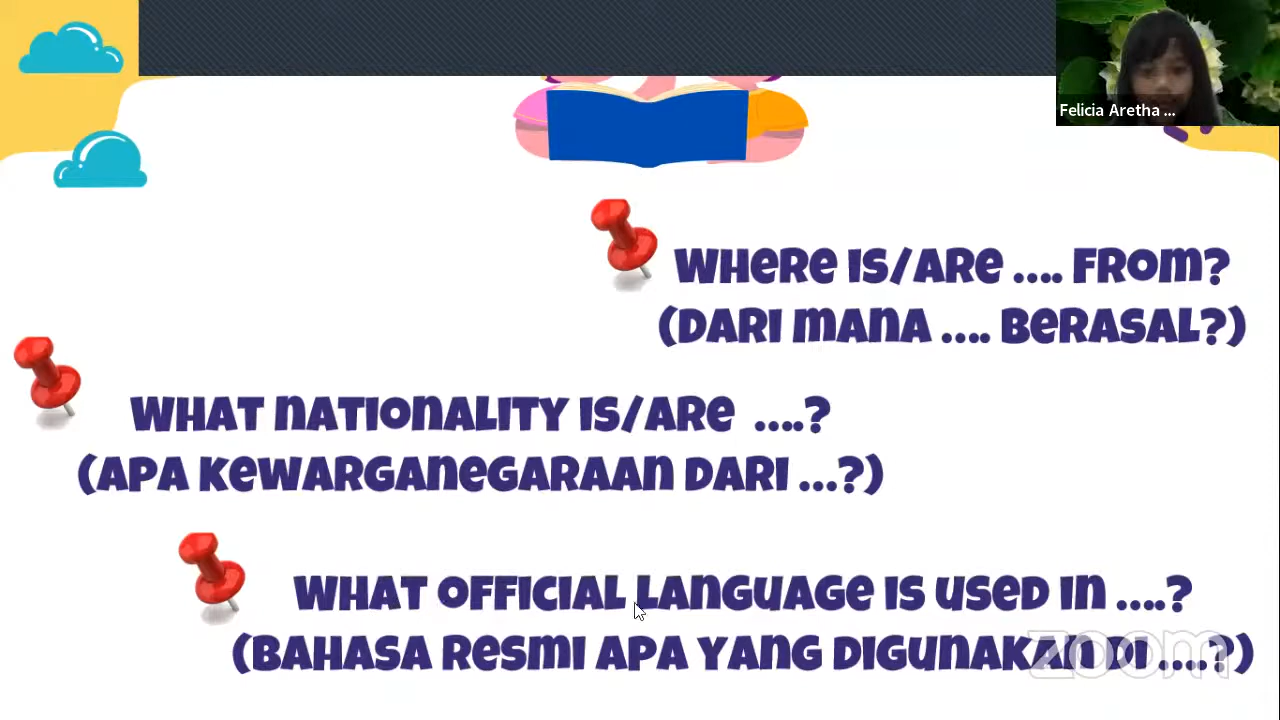 Felicia Aretha ...
WHERE IS/ARE .... FROM?
(DARI MANA .... BERASAL?)
WHAT NATIONALITY IS/ARE ....?
(APA KEWARGANEGARAAN DARI ...?)
WHAT OFFICIAL LANGUAGE IS USED IN ....?
(BAHASA RESMI APA YANG DIGUNAKAN DI ....?)
zoom